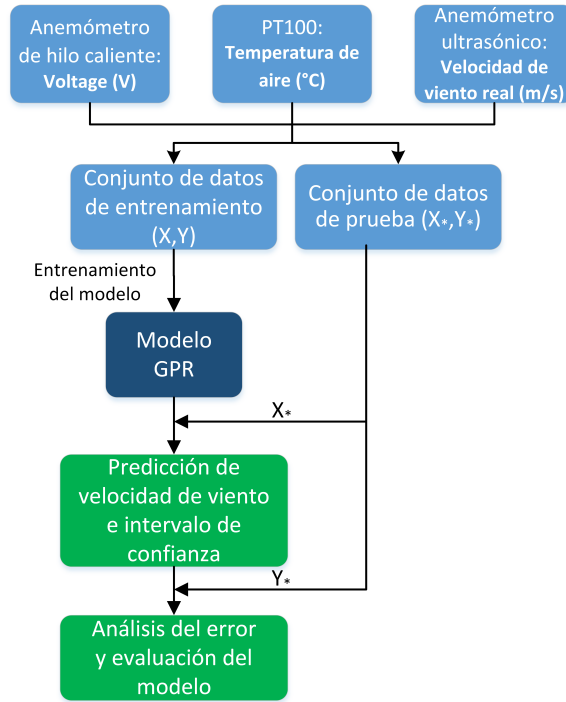 Anemómetro
de hilo caliente:
Voltage (V)
PT100:
Temperatura de
aire (°C)
Anemómetro
ultrasónico:
Velocidad de
viento real (m/s)
Conjunto de datos
de entrenamiento
(X,Y)
Conjunto de datos
de prueba (X*,Y*)
Entrenamiento
del modelo
Modelo
GPR
X*
Predicción de
velocidad de viento
e intervalo de
confianza
Y*
Análisis del error
y evaluación del
modelo